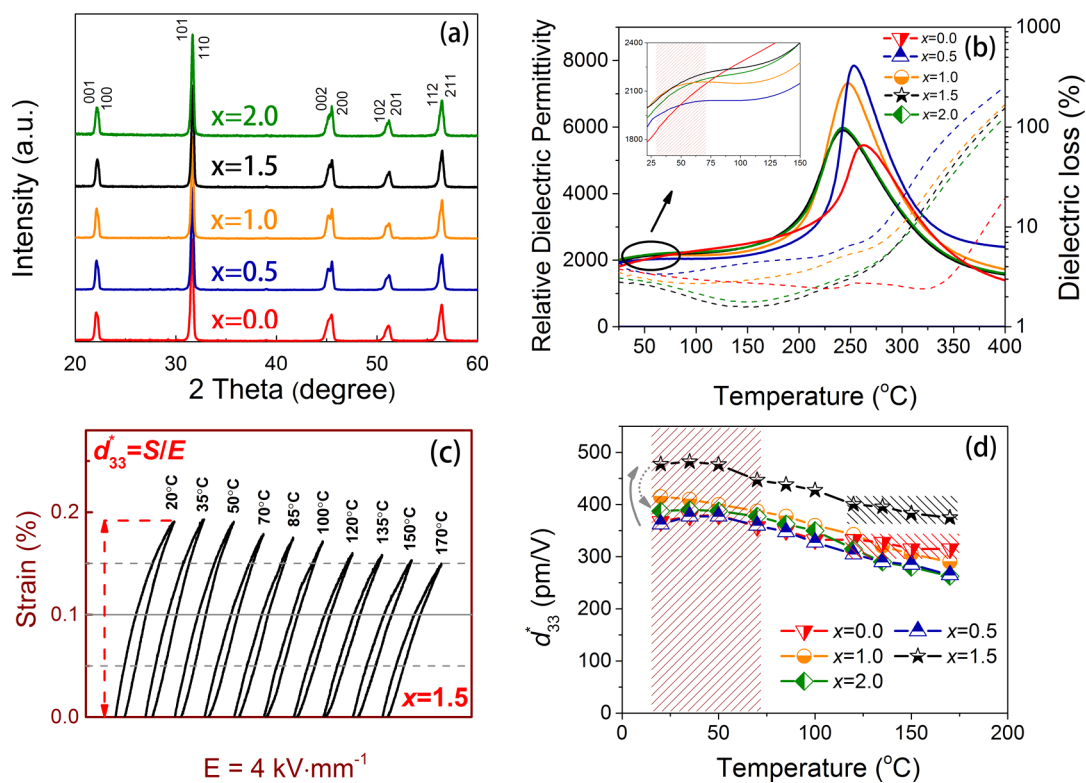 (a)
001
100
101
110
002
200
102
201
112
211
x=2.0
x=1.5
x=1.0
x=0.5
x=0.0
Intensity (a.u.)
20 30 40 50 60
2 Theta (degree)
(b)
x=0.0
x=0.5
x=1.0
x=1.5
x=2.0
2400
2100
1800
25 50 75 100 150
8000
6000
4000
2000
0
Relative Dielectric Permittivity
1000
100
10
1
Dielectric loss (%)
50 100 150 200 250 300 350 400
Temperature (°C)
(c)
d*33=S/E
20°C
35°C
50°C
70°C
85°C
100°C
120°C
135°C
150°C
170°C
0.2
0.1
0.0
Strain (%)
x=1.5
E = 4 kV·mm⁻¹
(d)
500
400
300
250
200
100
0
d*33 (pm/V)
x=0.0
x=0.5
x=1.0
x=1.5
x=2.0
0 50 100 150 200
Temperature (°C)